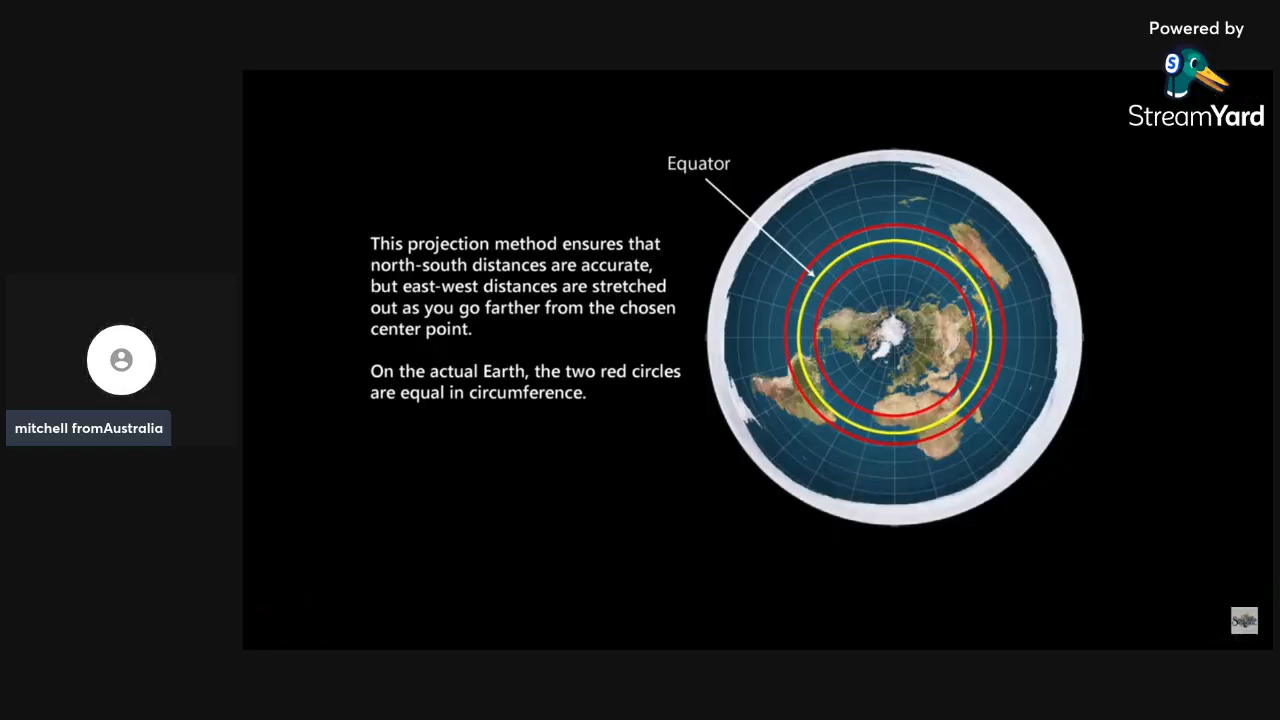 Powered by
S
StreamYard
Equator
This projection method ensures that
north-south distances are accurate,
but east-west distances are stretched
out as you go farther from the chosen
center point.
On the actual Earth, the two red circles
are equal in circumference.
mitchell fromAustralia